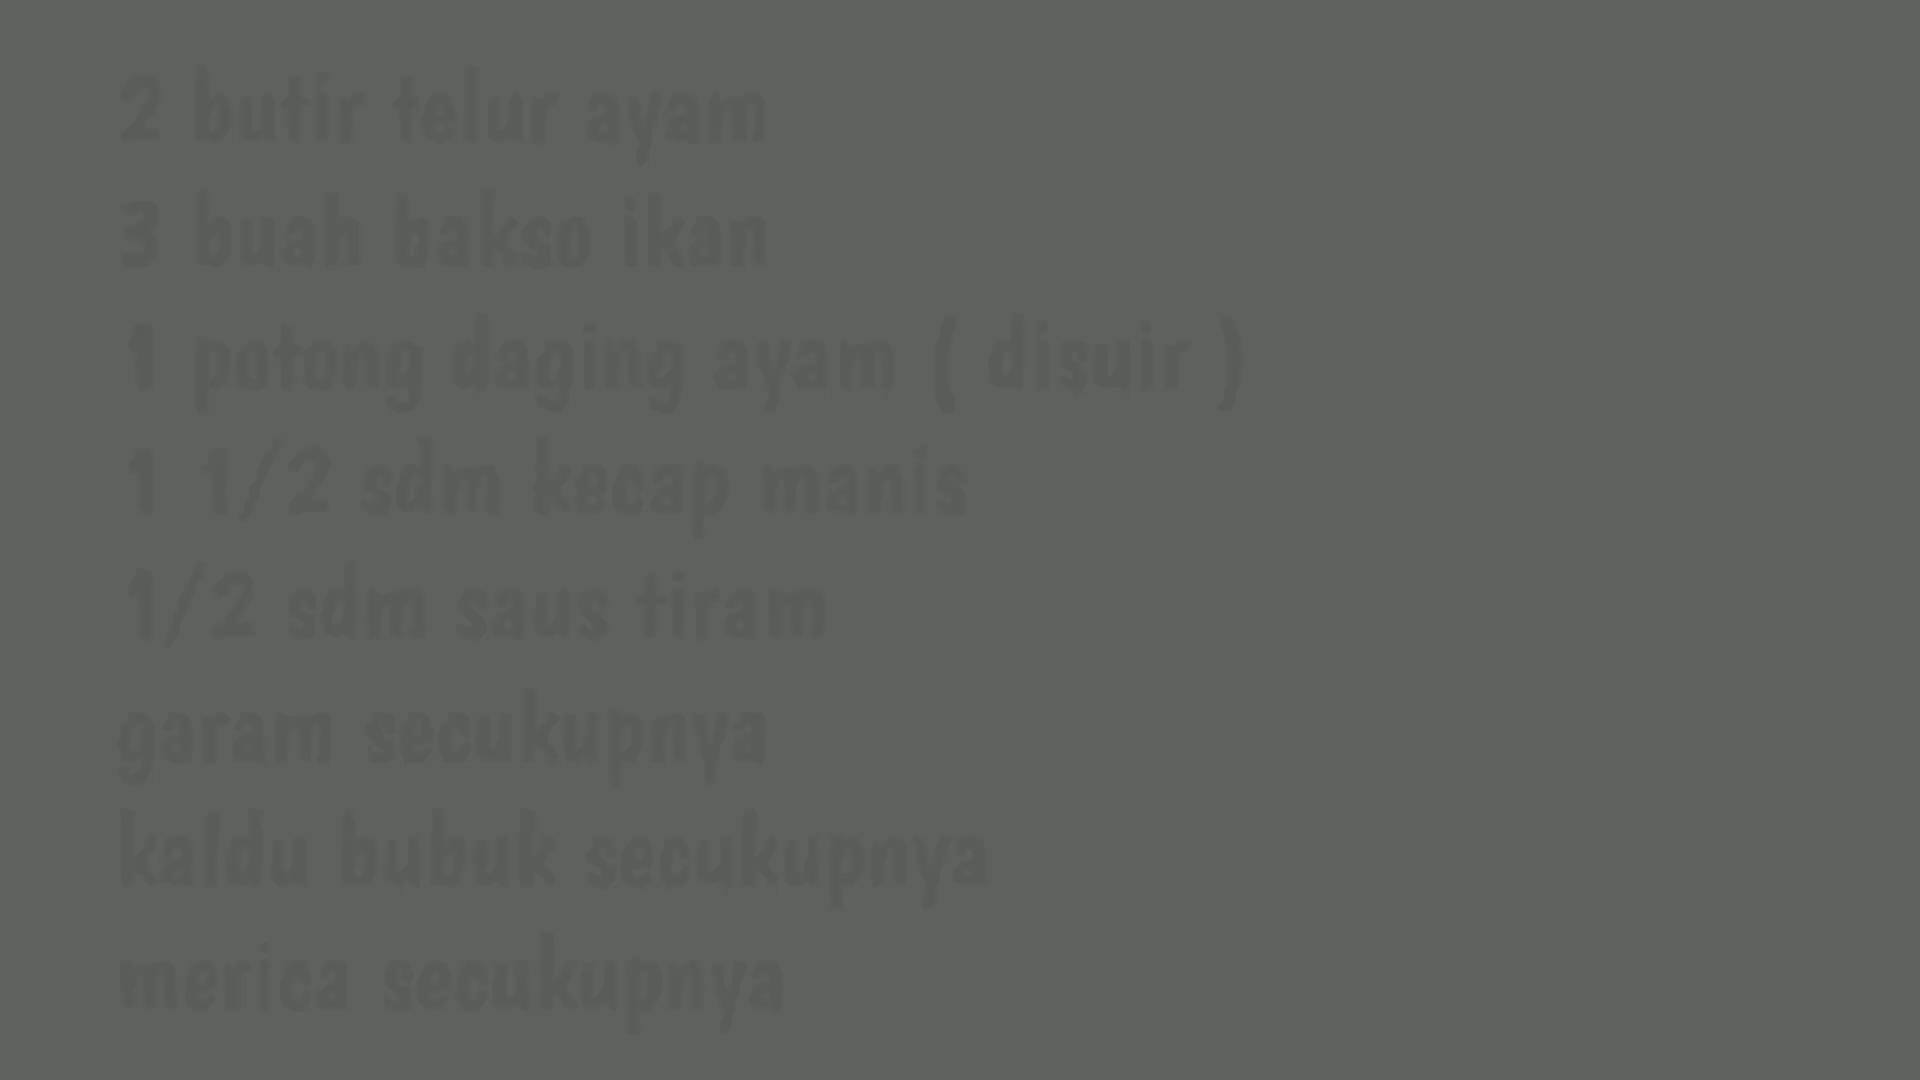 2 butir telur ayam
3 buah bakso ikan
1 potong daging ayam ( disuir )
1 1/2 sdm kecap manis
1/2 sdm saus tiram
garam secukupnya
kaldu bubuk secukupnya
merica secukupnya